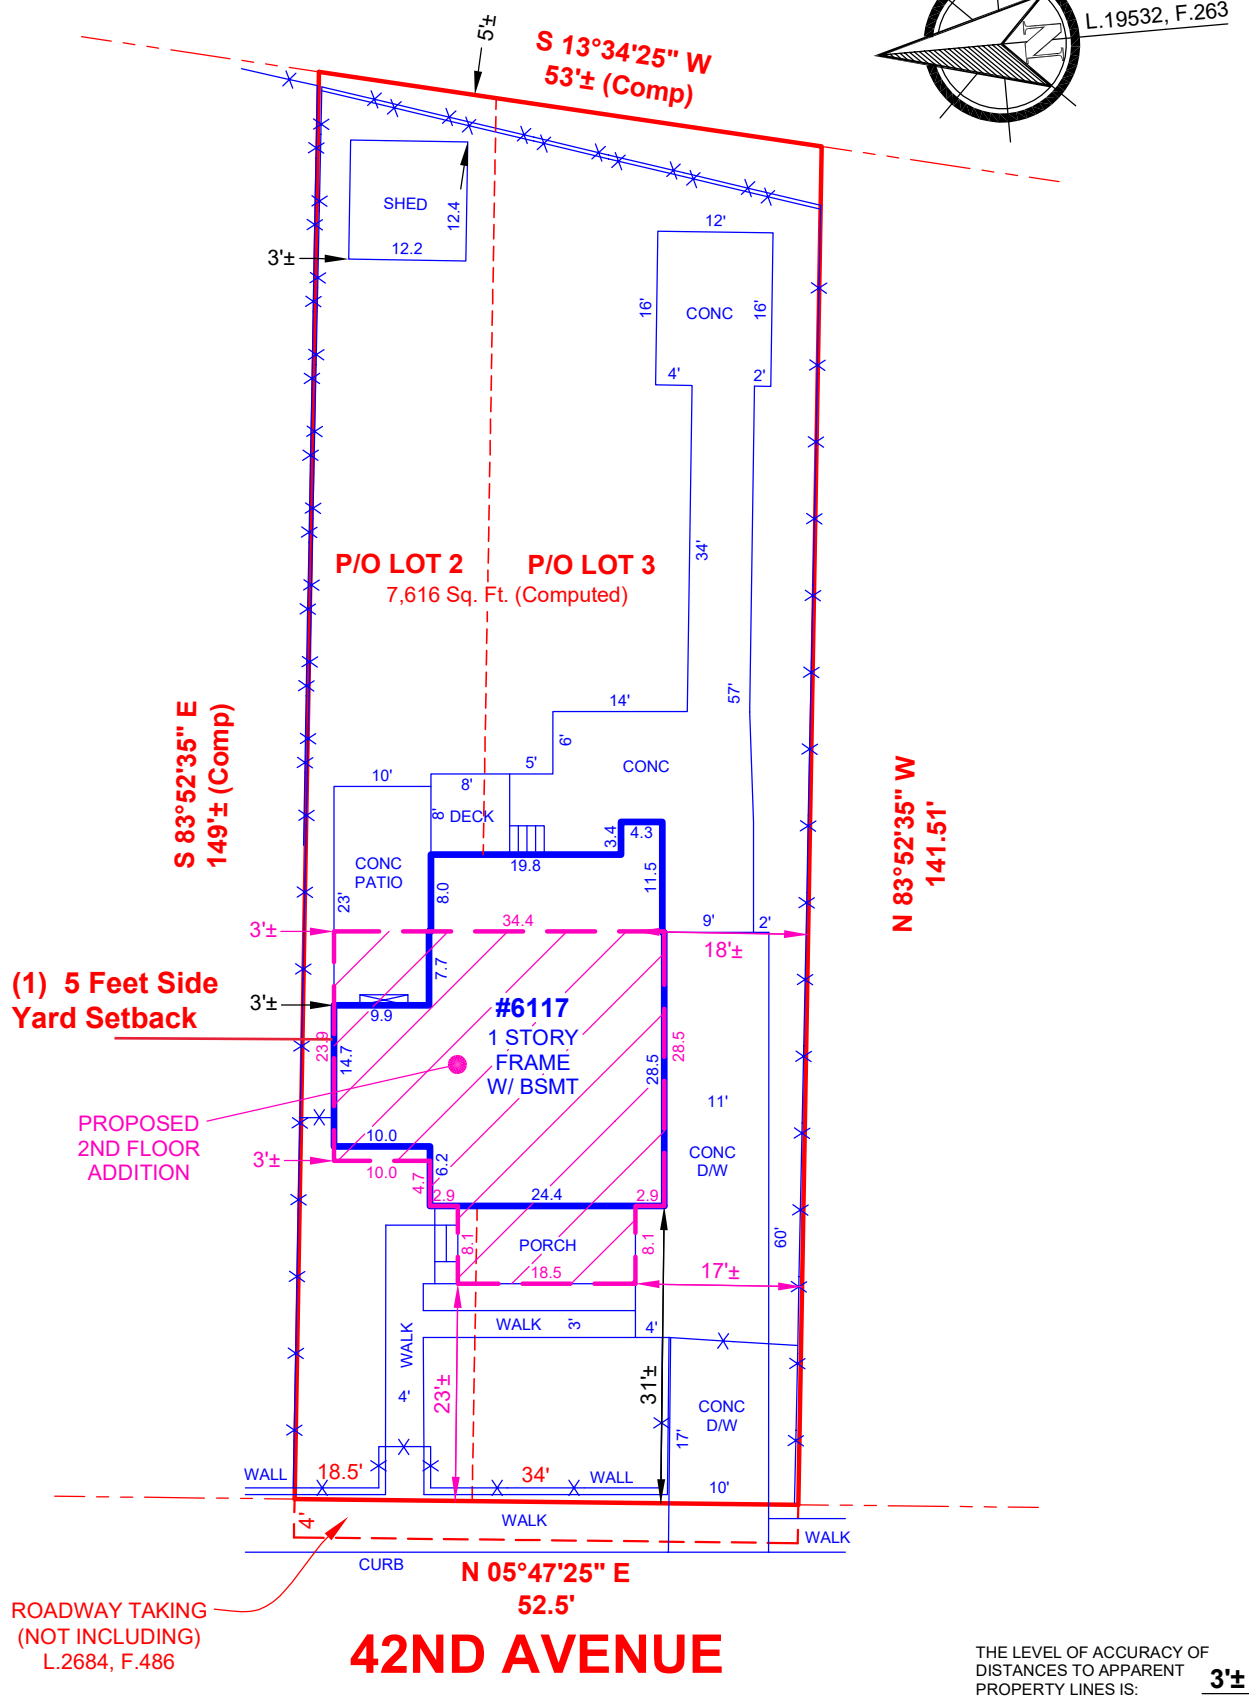 L.19532, F.263
N
5'±
S 13°34'25" W
53'± (Comp)
SHED
12.4
12.2
3'±
12'
16'
CONC
16'
4'
2'
34'
P/O LOT 2
P/O LOT 3
7,616 Sq. Ft. (Computed)
57'
14'
6'
5'
CONC
S 83°52'35" E
149'± (Comp)
N 83°52'35" W
141.51'
10'
8'
8'
DECK
3.4
4.3
19.8
11.5
CONC
PATIO
8.0
23'
34.4
9'
2'
3'±
18'±
7.7
(1) 5 Feet Side
Yard Setback
3'±
9.9
#6117
1 STORY
FRAME
W/ BSMT
23.9
14.7
28.5
28.5
11'
PROPOSED
2ND FLOOR
ADDITION
10.0
3'±
10.0
6.2
4.7
CONC
D/W
2.9
24.4
2.9
8.1
PORCH
8.1
18.5
60'
17'±
WALK
3'
4'
WALK
4'
23'±
31'±
CONC
D/W
17'
WALL
18.5'
34'
WALL
10'
4'
WALK
WALK
CURB
N 05°47'25" E
52.5'
ROADWAY TAKING
(NOT INCLUDING)
L.2684, F.486
42ND AVENUE
THE LEVEL OF ACCURACY OF
DISTANCES TO APPARENT
PROPERTY LINES IS:
3'±